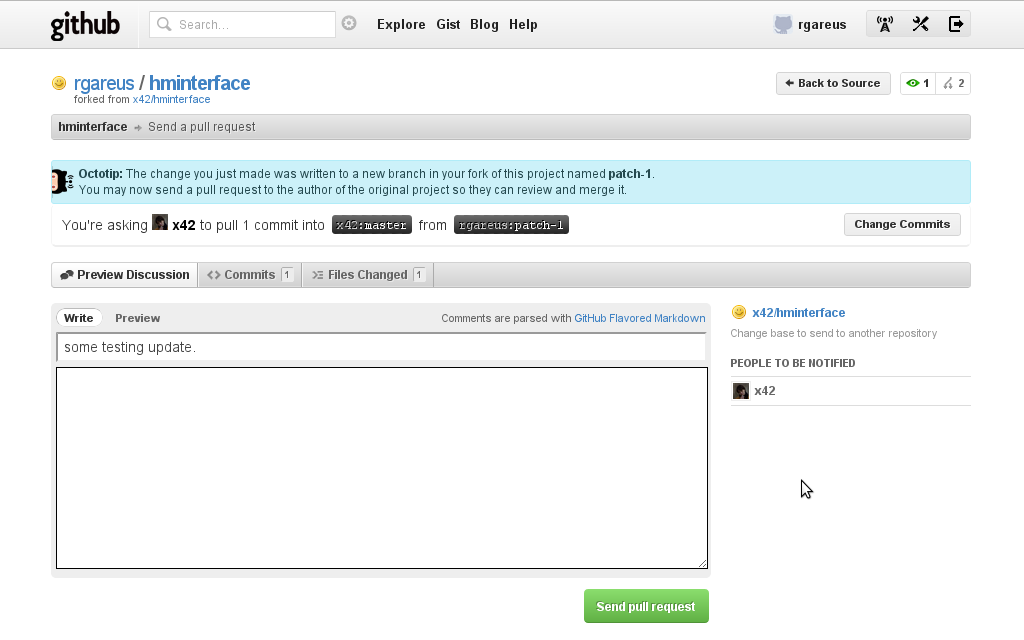 github Search... Explore Gist Blog Help rgareus
rgareus / hminterface Back to Source 1 2
forked from x42/hminterface
hminterface Send a pull request
Octotip: The change you just made was written to a new branch in your fork of this project named patch-1.
You may now send a pull request to the author of the original project so they can review and merge it.
You're asking x42 to pull 1 commit into x42:master from rgareus:patch-1 Change Commits
Preview Discussion Commits 1 Files Changed 1
Write Preview Comments are parsed with GitHub Flavored Markdown
x42/hminterface
some testing update.
Change base to send to another repository
PEOPLE TO BE NOTIFIED
x42
Send pull request